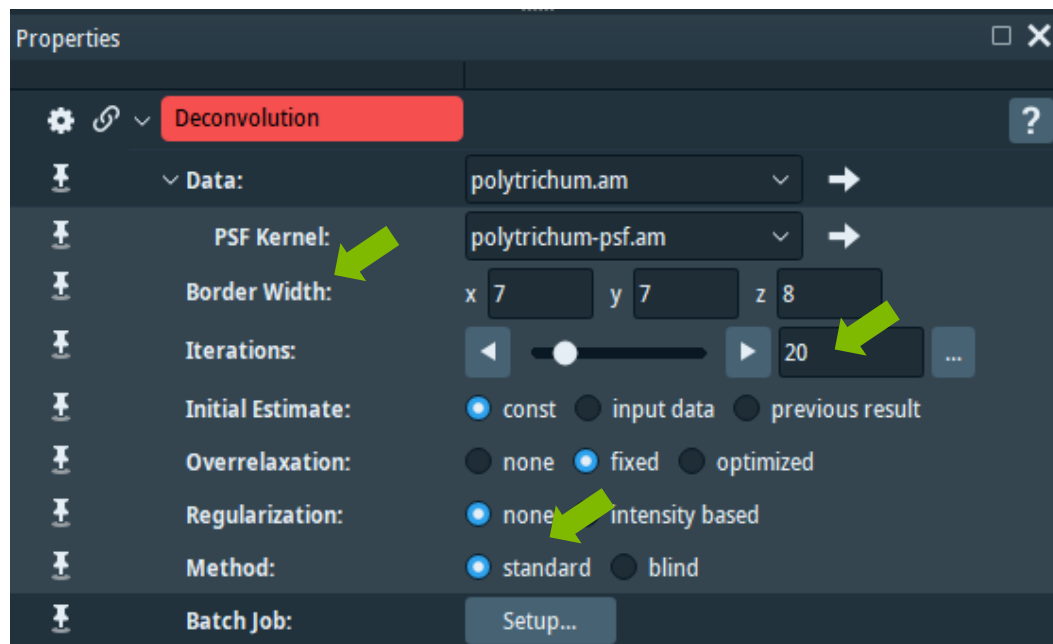 Properties
Deconvolution ?
Data: polytrichum.am
PSF Kernel: polytrichum-psf.am
Border Width: x 7 y 7 z 8
Iterations: 20 ...
Initial Estimate: const input data previous result
Overrelaxation: none fixed optimized
Regularization: none intensity based
Method: standard blind
Batch Job: Setup...